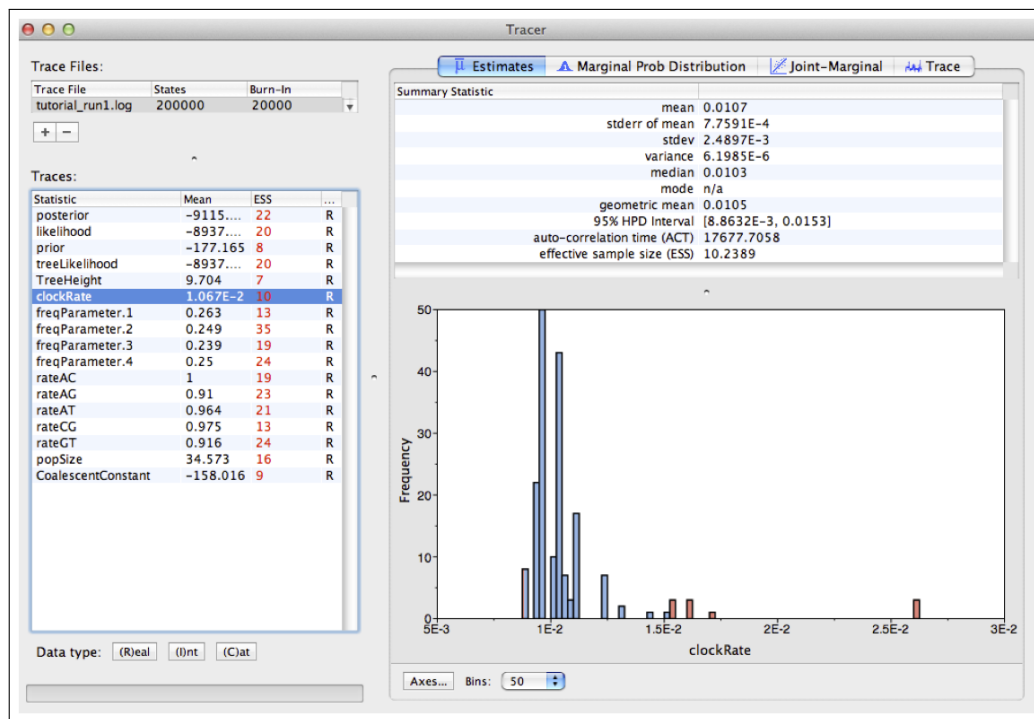 Tracer
Trace Files:
Trace File States Burn-In
tutorial_run1.log 200000 20000
+ −
Traces:
Statistic Mean ESS ...
posterior -9115.... 22 R
likelihood -8937.... 20 R
prior -177.165 8 R
treeLikelihood -8937.... 20 R
TreeHeight 9.704 7 R
clockRate 1.067E-2 10 R
freqParameter.1 0.263 13 R
freqParameter.2 0.249 35 R
freqParameter.3 0.239 19 R
freqParameter.4 0.25 24 R
rateAC 1 19 R
rateAG 0.91 23 R
rateAT 0.964 21 R
rateCG 0.975 13 R
rateGT 0.916 24 R
popSize 34.573 16 R
CoalescentConstant -158.016 9 R
Data type: (R)eal (I)nt (C)at
Estimates Marginal Prob Distribution Joint-Marginal Trace
Summary Statistic
mean 0.0107
stderr of mean 7.7591E-4
stdev 2.4897E-3
variance 6.1985E-6
median 0.0103
mode n/a
geometric mean 0.0105
95% HPD Interval [8.8632E-3, 0.0153]
auto-correlation time (ACT) 17677.7058
effective sample size (ESS) 10.2389
50
40
30
20
10
0
Frequency
5E-3 1E-2 1.5E-2 2E-2 2.5E-2 3E-2
clockRate
Axes... Bins: 50